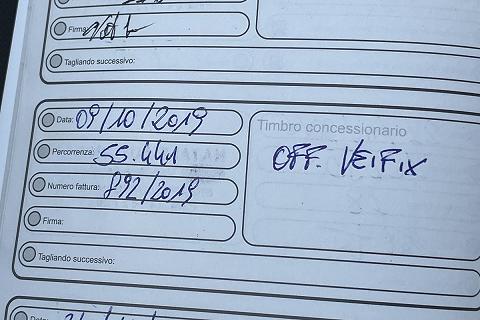 Firma:
Tagliando successivo:
Data: 09/10/2019
Timbro concessionario
Percorrenza: 55.441
OFF. VEIFIX
Numero fattura: 892/2019
Firma:
Tagliando successivo:
Data: